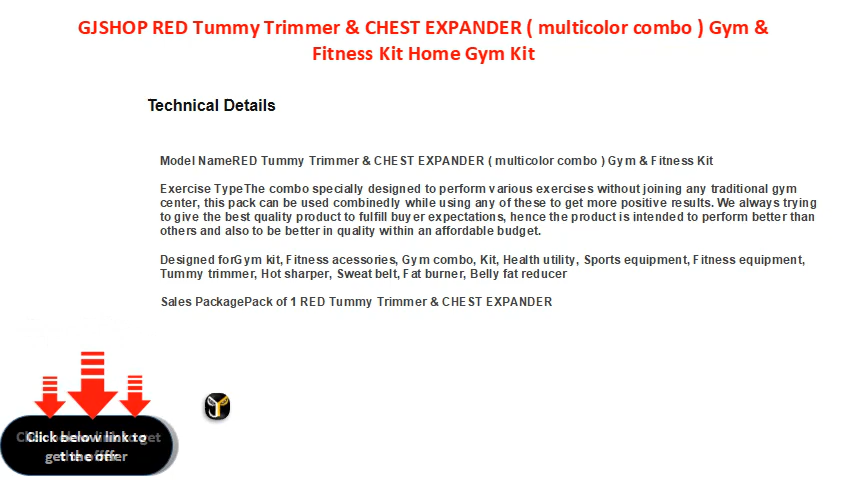 GJSHOP RED Tummy Trimmer & CHEST EXPANDER ( multicolor combo ) Gym &
Fitness Kit Home Gym Kit
Technical Details
Model NameRED Tummy Trimmer & CHEST EXPANDER ( multicolor combo ) Gym & Fitness Kit
Exercise TypeThe combo specially designed to perform various exercises without joining any traditional gym
center, this pack can be used combinedly while using any of these to get more positive results. We always trying
to give the best quality product to fulfill buyer expectations, hence the product is intended to perform better than
others and also to be better in quality within an affordable budget.
Designed forGym kit, Fitness acessories, Gym combo, Kit, Health utility, Sports equipment, Fitness equipment,
Tummy trimmer, Hot sharper, Sweat belt, Fat burner, Belly fat reducer
Sales PackagePack of 1 RED Tummy Trimmer & CHEST EXPANDER
Click below link to get
the offer